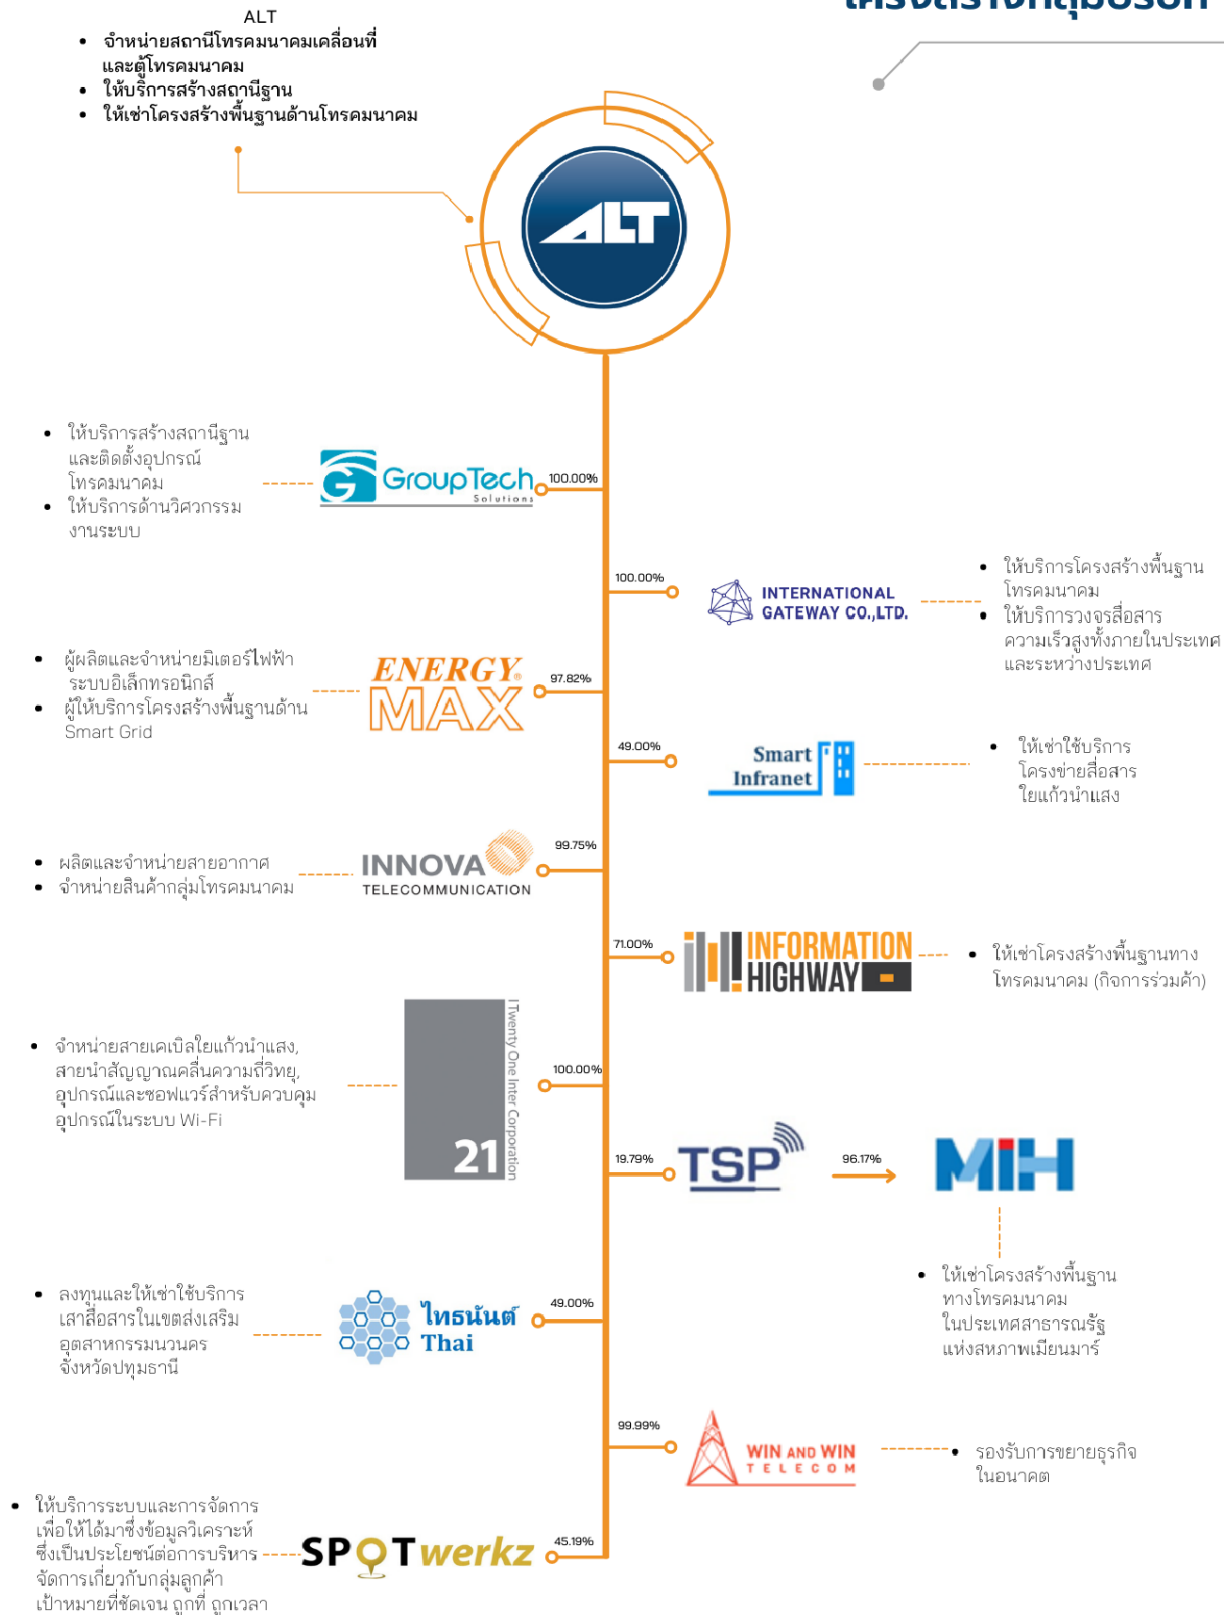 โครงสร้างกลุ่มบริษัท
ALT
• จำหน่ายสถานีโทรคมนาคมเคลื่อนที่
และตู้โทรคมนาคม
• ให้บริการสร้างสถานีฐาน
• ให้เช่าโครงสร้างพื้นฐานด้านโทรคมนาคม
ALT
• ให้บริการสร้างสถานีฐาน
และติดตั้งอุปกรณ์
โทรคมนาคม
• ให้บริการด้านวิศวกรรม
งานระบบ
GroupTech
Solutions
100.00%
100.00%
INTERNATIONAL
GATEWAY CO.,LTD.
• ให้บริการโครงสร้างพื้นฐาน
โทรคมนาคม
• ให้บริการวงจรสื่อสาร
ความเร็วสูงทั้งภายในประเทศ
และระหว่างประเทศ
• ผู้ผลิตและจำหน่ายมิเตอร์ไฟฟ้า
ระบบอิเล็กทรอนิกส์
• ผู้ให้บริการโครงสร้างพื้นฐานด้าน
Smart Grid
ENERGY®
MAX
97.82%
49.00%
Smart
Infranet
• ให้เช่าใช้บริการ
โครงข่ายสื่อสาร
ใยแก้วนำแสง
• ผลิตและจำหน่ายสายอากาศ
• จำหน่ายสินค้ากลุ่มโทรคมนาคม
INNOVA
TELECOMMUNICATION
99.75%
71.00%
INFORMATION
HIGHWAY
• ให้เช่าโครงสร้างพื้นฐานทาง
โทรคมนาคม (กิจการร่วมค้า)
• จำหน่ายสายเคเบิลใยแก้วนำแสง,
สายนำสัญญาณคลื่นความถี่วิทยุ,
อุปกรณ์และซอฟแวร์สำหรับควบคุม
อุปกรณ์ในระบบ Wi-Fi
21
I Twenty One Inter Corporation
100.00%
19.79%
TSP
96.17%
MIH
• ให้เช่าโครงสร้างพื้นฐาน
ทางโทรคมนาคม
ในประเทศสาธารณรัฐ
แห่งสหภาพเมียนมาร์
• ลงทุนและให้เช่าใช้บริการ
เสาสื่อสารในเขตส่งเสริม
อุตสาหกรรมนวนคร
จังหวัดปทุมธานี
ไทธนันต์
Thai
49.00%
99.99%
WIN AND WIN
TELECOM
• รองรับการขยายธุรกิจ
ในอนาคต
• ให้บริการระบบและการจัดการ
เพื่อให้ได้มาซึ่งข้อมูลวิเคราะห์
ซึ่งเป็นประโยชน์ต่อการบริหาร
จัดการเกี่ยวกับกลุ่มลูกค้า
เป้าหมายที่ชัดเจน ถูกที่ ถูกเวลา
SPOTwerkz
45.19%